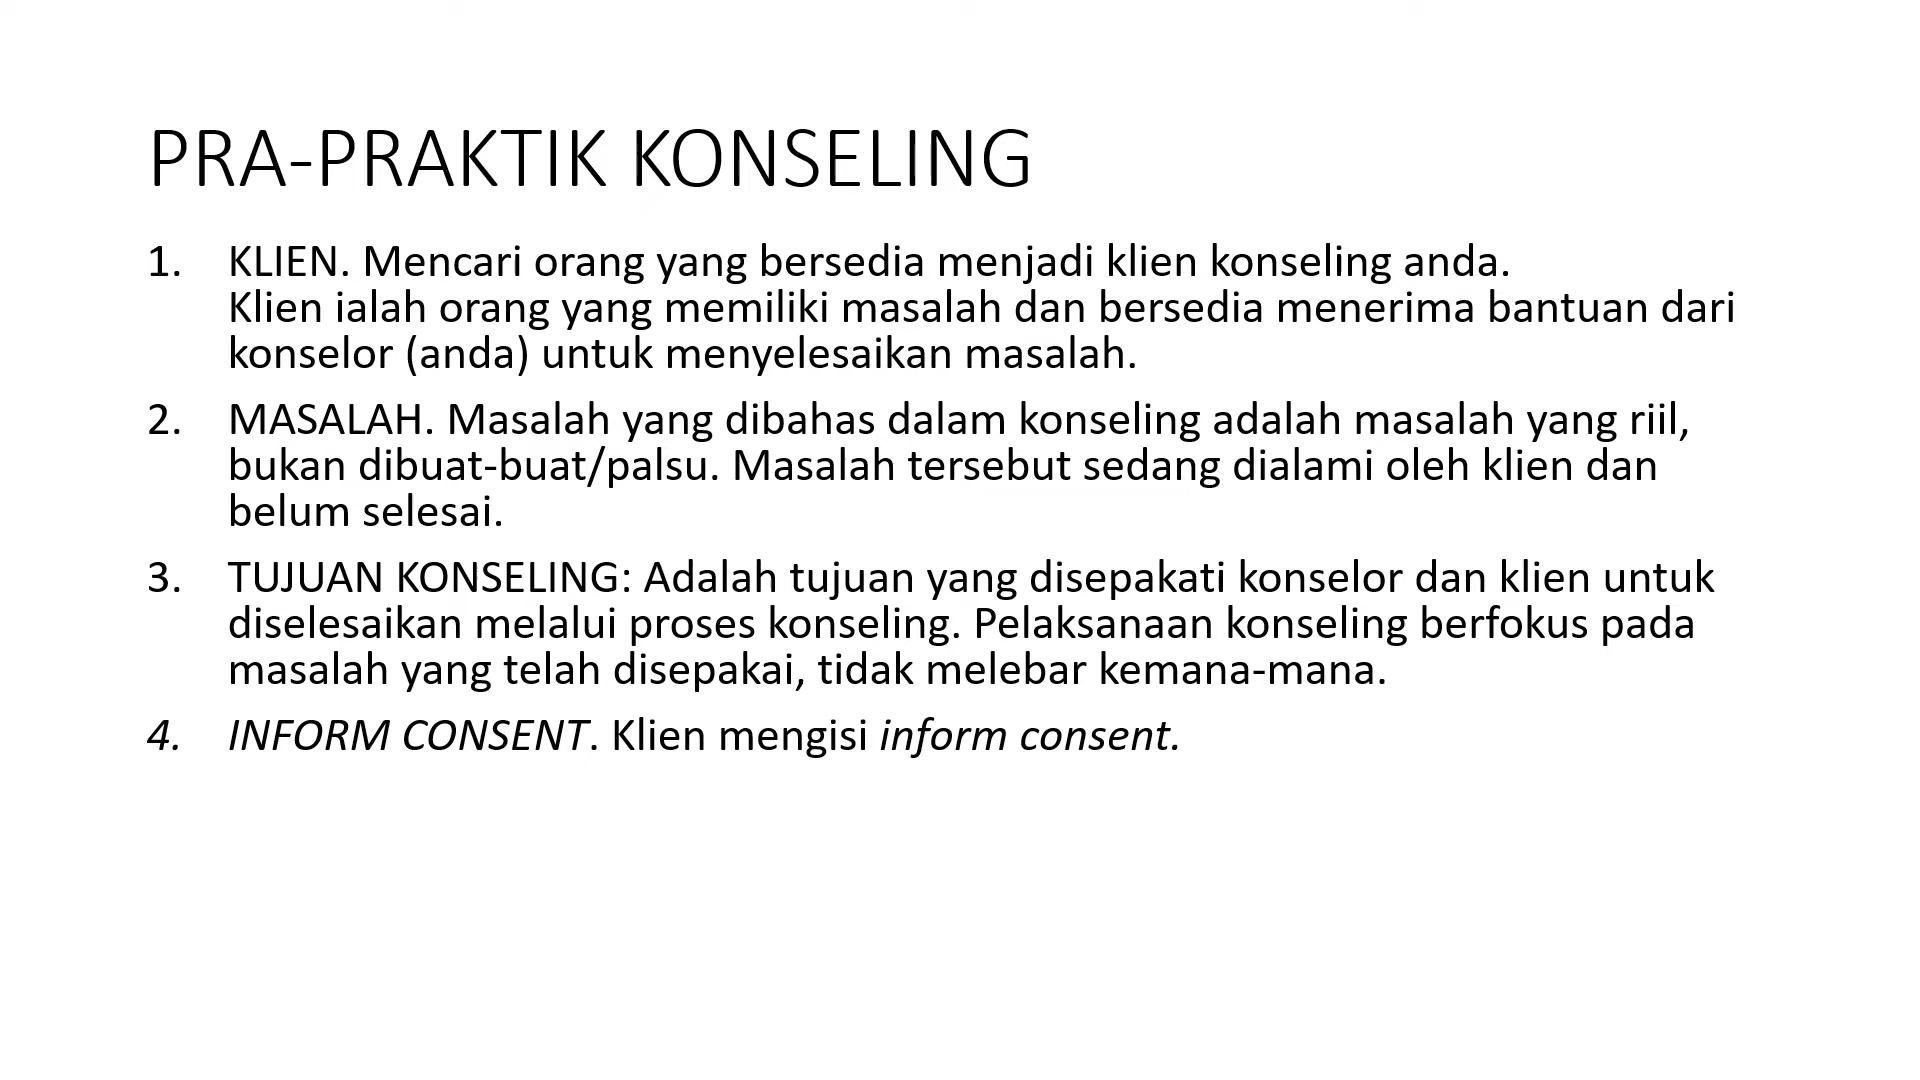 PRA-PRAKTIK KONSELING
1. KLIEN. Mencari orang yang bersedia menjadi klien konseling anda.
Klien ialah orang yang memiliki masalah dan bersedia menerima bantuan dari
konselor (anda) untuk menyelesaikan masalah.
2. MASALAH. Masalah yang dibahas dalam konseling adalah masalah yang riil,
bukan dibuat-buat/palsu. Masalah tersebut sedang dialami oleh klien dan
belum selesai.
3. TUJUAN KONSELING: Adalah tujuan yang disepakati konselor dan klien untuk
diselesaikan melalui proses konseling. Pelaksanaan konseling berfokus pada
masalah yang telah disepakai, tidak melebar kemana-mana.
4. INFORM CONSENT. Klien mengisi inform consent.